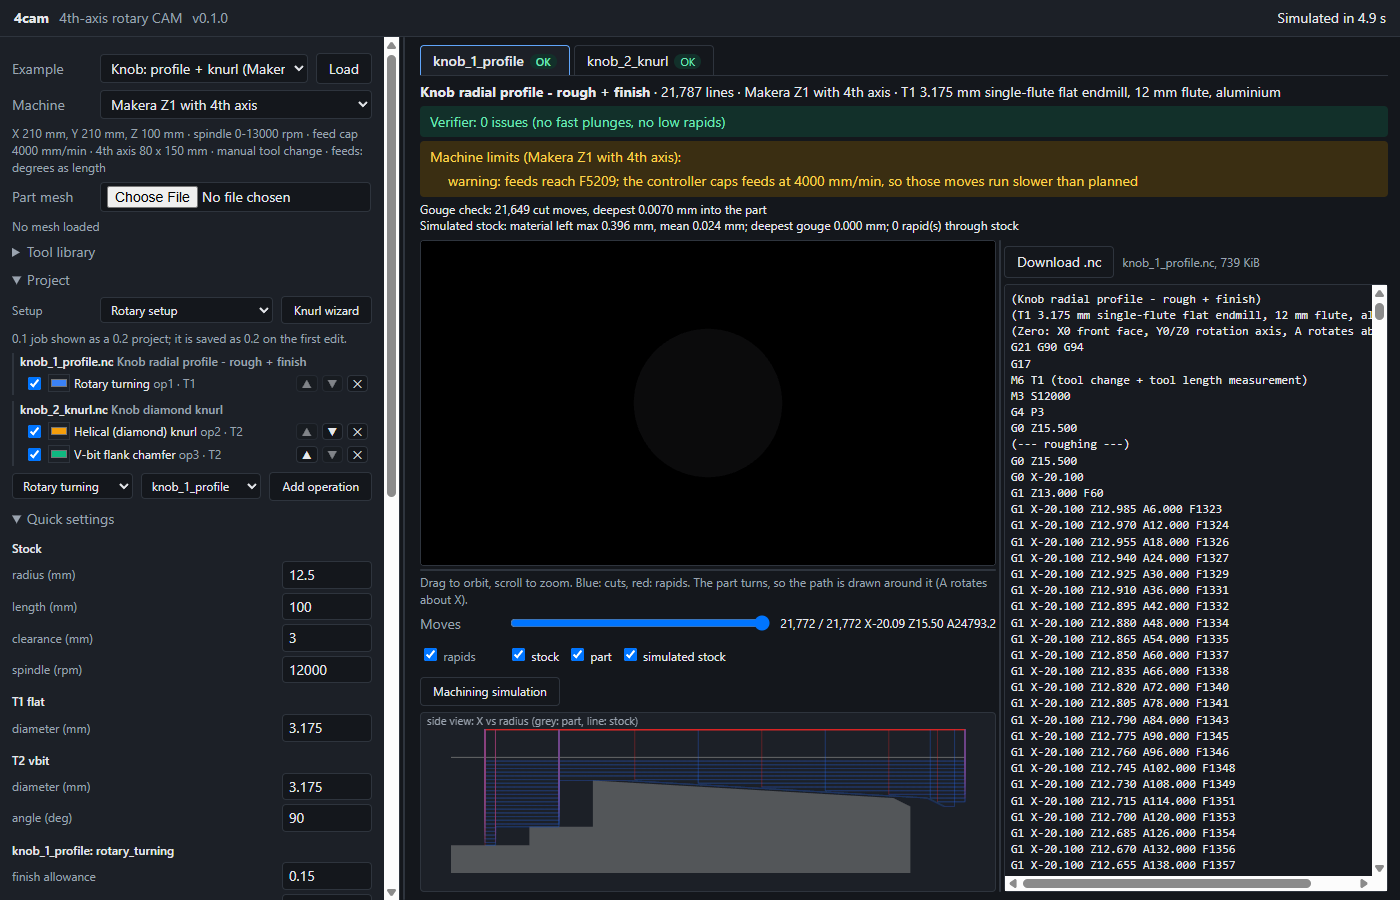 4cam 4th-axis rotary CAM v0.1.0
Simulated in 4.9 s
Example Knob: profile + knurl (Maker Load
Machine Makera Z1 with 4th axis
X 210 mm, Y 210 mm, Z 100 mm · spindle 0-13000 rpm · feed cap
4000 mm/min · 4th axis 80 x 150 mm · manual tool change · feeds:
degrees as length
Part mesh Choose File No file chosen
No mesh loaded
Tool library
Project
Setup Rotary setup Knurl wizard
0.1 job shown as a 0.2 project; it is saved as 0.2 on the first edit.
knob_1_profile.nc Knob radial profile - rough + finish
Rotary turning op1 · T1
knob_2_knurl.nc Knob diamond knurl
Helical (diamond) knurl op2 · T2
V-bit flank chamfer op3 · T2
Rotary turning knob_1_profile Add operation
Quick settings
Stock
radius (mm) 12.5
length (mm) 100
clearance (mm) 3
spindle (rpm) 12000
T1 flat
diameter (mm) 3.175
T2 vbit
diameter (mm) 3.175
angle (deg) 90
knob_1_profile: rotary_turning
finish allowance 0.15
knob_1_profile OK knob_2_knurl OK
Knob radial profile - rough + finish · 21,787 lines · Makera Z1 with 4th axis · T1 3.175 mm single-flute flat endmill, 12 mm flute, aluminium
Verifier: 0 issues (no fast plunges, no low rapids)
Machine limits (Makera Z1 with 4th axis):
warning: feeds reach F5209; the controller caps feeds at 4000 mm/min, so those moves run slower than planned
Gouge check: 21,649 cut moves, deepest 0.0070 mm into the part
Simulated stock: material left max 0.396 mm, mean 0.024 mm; deepest gouge 0.000 mm; 0 rapid(s) through stock
Drag to orbit, scroll to zoom. Blue: cuts, red: rapids. The part turns, so the path is drawn around it (A rotates
about X).
Moves 21,772 / 21,772 X-20.09 Z15.50 A24793.2
rapids stock part simulated stock
Machining simulation
side view: X vs radius (grey: part, line: stock)
Download .nc knob_1_profile.nc, 739 KiB
(Knob radial profile - rough + finish)
(T1 3.175 mm single-flute flat endmill, 12 mm flute, al
(Zero: X0 front face, Y0/Z0 rotation axis, A rotates ab
G21 G90 G94
G17
M6 T1 (tool change + tool length measurement)
M3 S12000
G4 P3
G0 Z15.500
(--- roughing ---)
G0 Z15.500
G0 X-20.100
G1 Z13.000 F60
G1 X-20.100 Z12.985 A6.000 F1323
G1 X-20.100 Z12.970 A12.000 F1324
G1 X-20.100 Z12.955 A18.000 F1326
G1 X-20.100 Z12.940 A24.000 F1327
G1 X-20.100 Z12.925 A30.000 F1329
G1 X-20.100 Z12.910 A36.000 F1331
G1 X-20.100 Z12.895 A42.000 F1332
G1 X-20.100 Z12.880 A48.000 F1334
G1 X-20.100 Z12.865 A54.000 F1335
G1 X-20.100 Z12.850 A60.000 F1337
G1 X-20.100 Z12.835 A66.000 F1338
G1 X-20.100 Z12.820 A72.000 F1340
G1 X-20.100 Z12.805 A78.000 F1341
G1 X-20.100 Z12.790 A84.000 F1343
G1 X-20.100 Z12.775 A90.000 F1345
G1 X-20.100 Z12.760 A96.000 F1346
G1 X-20.100 Z12.745 A102.000 F1348
G1 X-20.100 Z12.730 A108.000 F1349
G1 X-20.100 Z12.715 A114.000 F1351
G1 X-20.100 Z12.700 A120.000 F1353
G1 X-20.100 Z12.685 A126.000 F1354
G1 X-20.100 Z12.670 A132.000 F1356
G1 X-20.100 Z12.655 A138.000 F1357